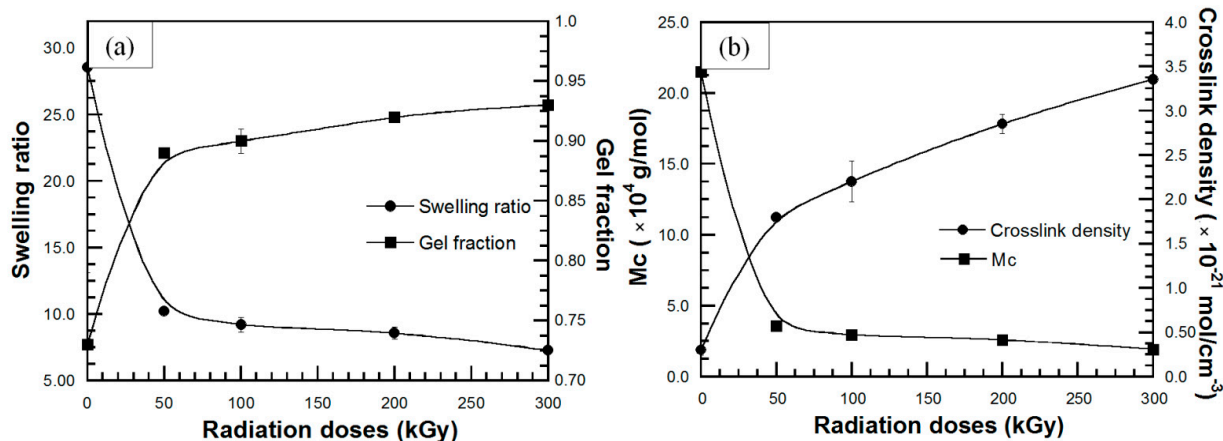 (a)
Swelling ratio
30.0
25.0
20.0
15.0
10.0
5.00
1.0
0.95
0.90
0.85
0.80
0.75
0.70
Gel fraction
Swelling ratio
Gel fraction
0 50 100 150 200 250 300
Radiation doses (kGy)
(b)
Mc ( × 10⁴ g/mol)
25.0
20.0
15.0
10.0
5.0
0.0
4.0
3.5
3.0
2.5
2.0
1.5
1.0
0.50
0.0
Crosslink density
( × 10⁻²¹ mol/cm⁻³)
Crosslink density
Mc
0 50 100 150 200 250 300
Radiation doses (kGy)